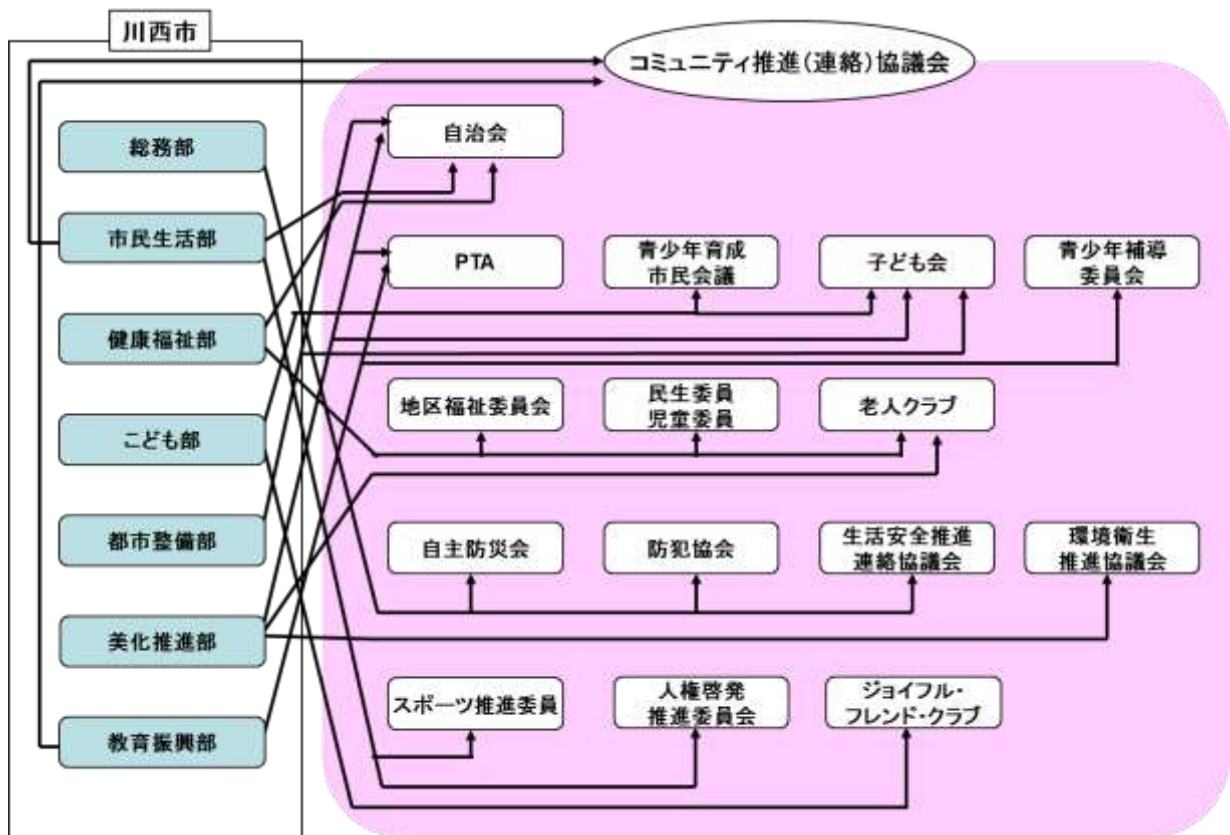 川西市
コミュニティ推進(連絡)協議会
総務部
市民生活部
健康福祉部
こども部
都市整備部
美化推進部
教育振興部
自治会
PTA
青少年育成
市民会議
子ども会
青少年補導
委員会
地区福祉委員会
民生委員
児童委員
老人クラブ
自主防災会
防犯協会
生活安全推進
連絡協議会
環境衛生
推進協議会
スポーツ推進委員
人権啓発
推進委員会
ジョイフル・
フレンド・クラブ